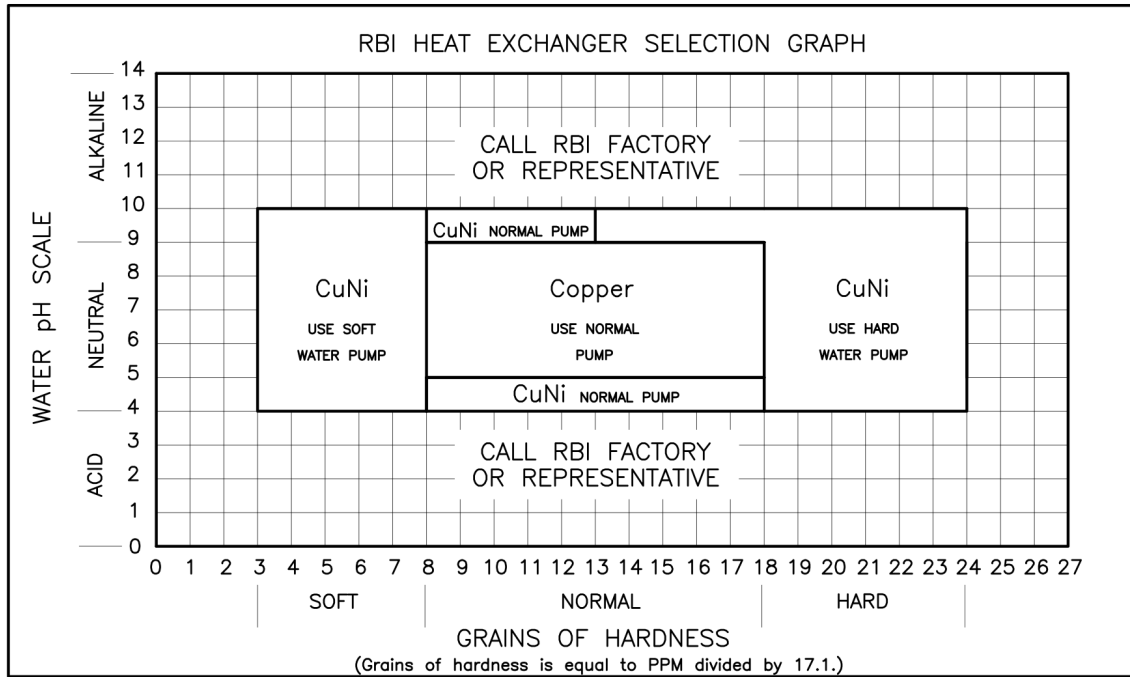 RBI HEAT EXCHANGER SELECTION GRAPH
WATER pH SCALE
ALKALINE
NEUTRAL
ACID
14
13
12
11
10
9
8
7
6
5
4
3
2
1
0
CALL RBI FACTORY
OR REPRESENTATIVE
CuNi NORMAL PUMP
CuNi
USE SOFT
WATER PUMP
Copper
USE NORMAL
PUMP
CuNi
USE HARD
WATER PUMP
CuNi NORMAL PUMP
CALL RBI FACTORY
OR REPRESENTATIVE
0 1 2 3 4 5 6 7 8 9 10 11 12 13 14 15 16 17 18 19 20 21 22 23 24 25 26 27
SOFT NORMAL HARD
GRAINS OF HARDNESS
(Grains of hardness is equal to PPM divided by 17.1.)